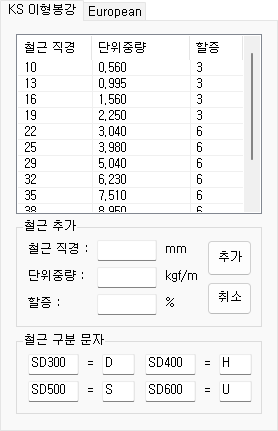 KS 이형봉강 European
철근 직경 단위중량 할증
10 0,560 3
13 0,995 3
16 1,560 3
19 2,250 3
22 3,040 6
25 3,980 6
29 5,040 6
32 6,230 6
35 7,510 6
38 8,950 6
철근 추가
철근 직경 : mm
추가
단위중량 : kgf/m
할증 : %
취소
철근 구분 문자
SD300 = D SD400 = H
SD500 = S SD600 = U